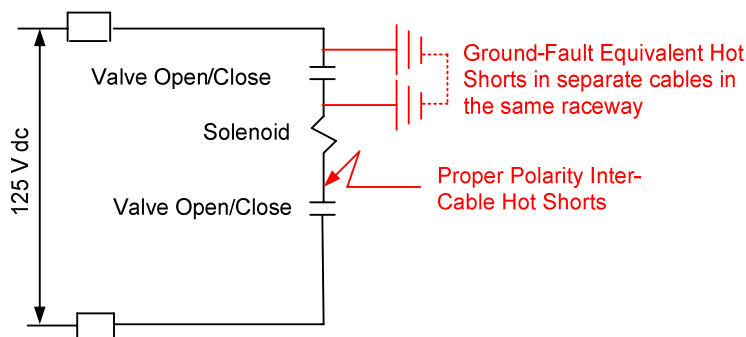 Valve Open/Close
Ground-Fault Equivalent Hot
Shorts in separate cables in
the same raceway
Solenoid
125 V dc
Proper Polarity Inter-
Cable Hot Shorts
Valve Open/Close